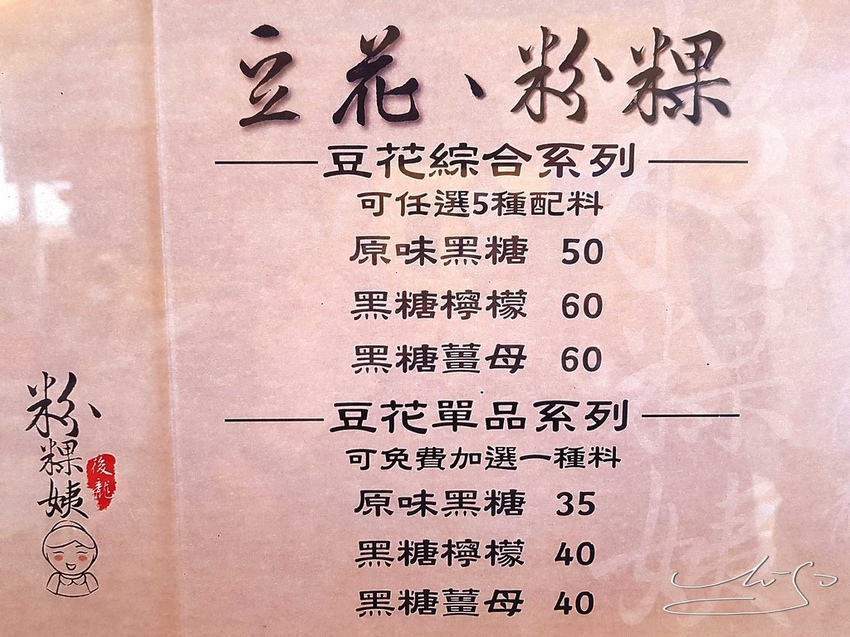 豆花、粉粿
豆花綜合系列
可任選5種配料
原味黑糖 50
黑糖檸檬 60
黑糖薑母 60
豆花單品系列
可免費加選一種料
原味黑糖 35
黑糖檸檬 40
黑糖薑母 40
粉粿姨
後龍